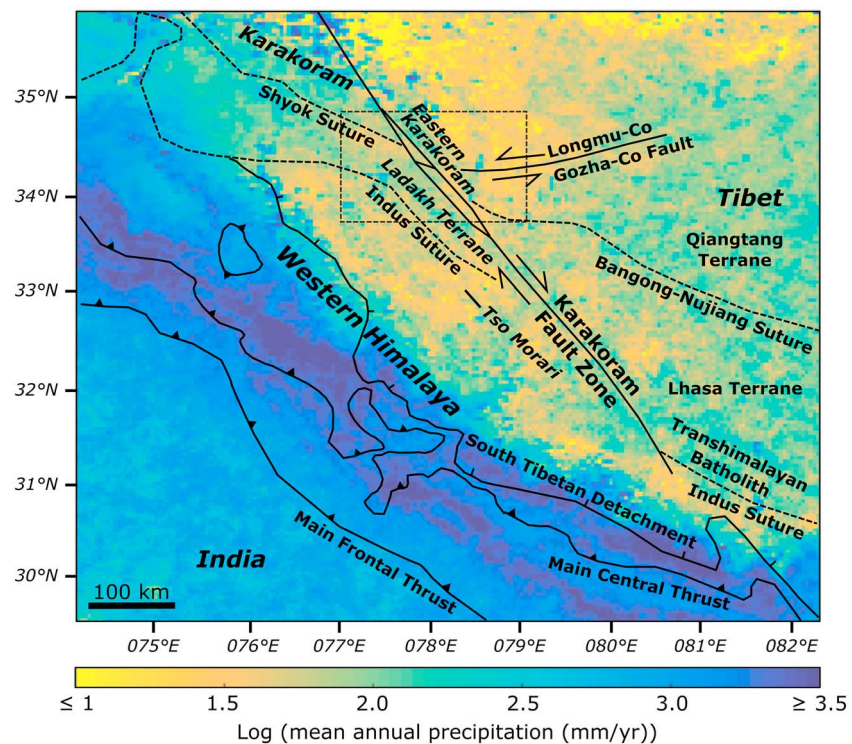 35°N
34°N
33°N
32°N
31°N
30°N
Karakoram
Shyok Suture
Eastern
Karakoram
Longmu-Co
Gozha-Co Fault
Ladakh Terrane
Indus Suture
Tibet
Qiangtang
Terrane
Bangong-Nujiang Suture
Western Himalaya
Tso Morari
Karakoram
Fault Zone
Lhasa Terrane
Transhimalayan
Batholith
Indus Suture
South Tibetan Detachment
Main Central Thrust
Main Frontal Thrust
India
100 km
075°E 076°E 077°E 078°E 079°E 080°E 081°E 082°E
≤ 1 1.5 2.0 2.5 3.0 ≥ 3.5
Log (mean annual precipitation (mm/yr))